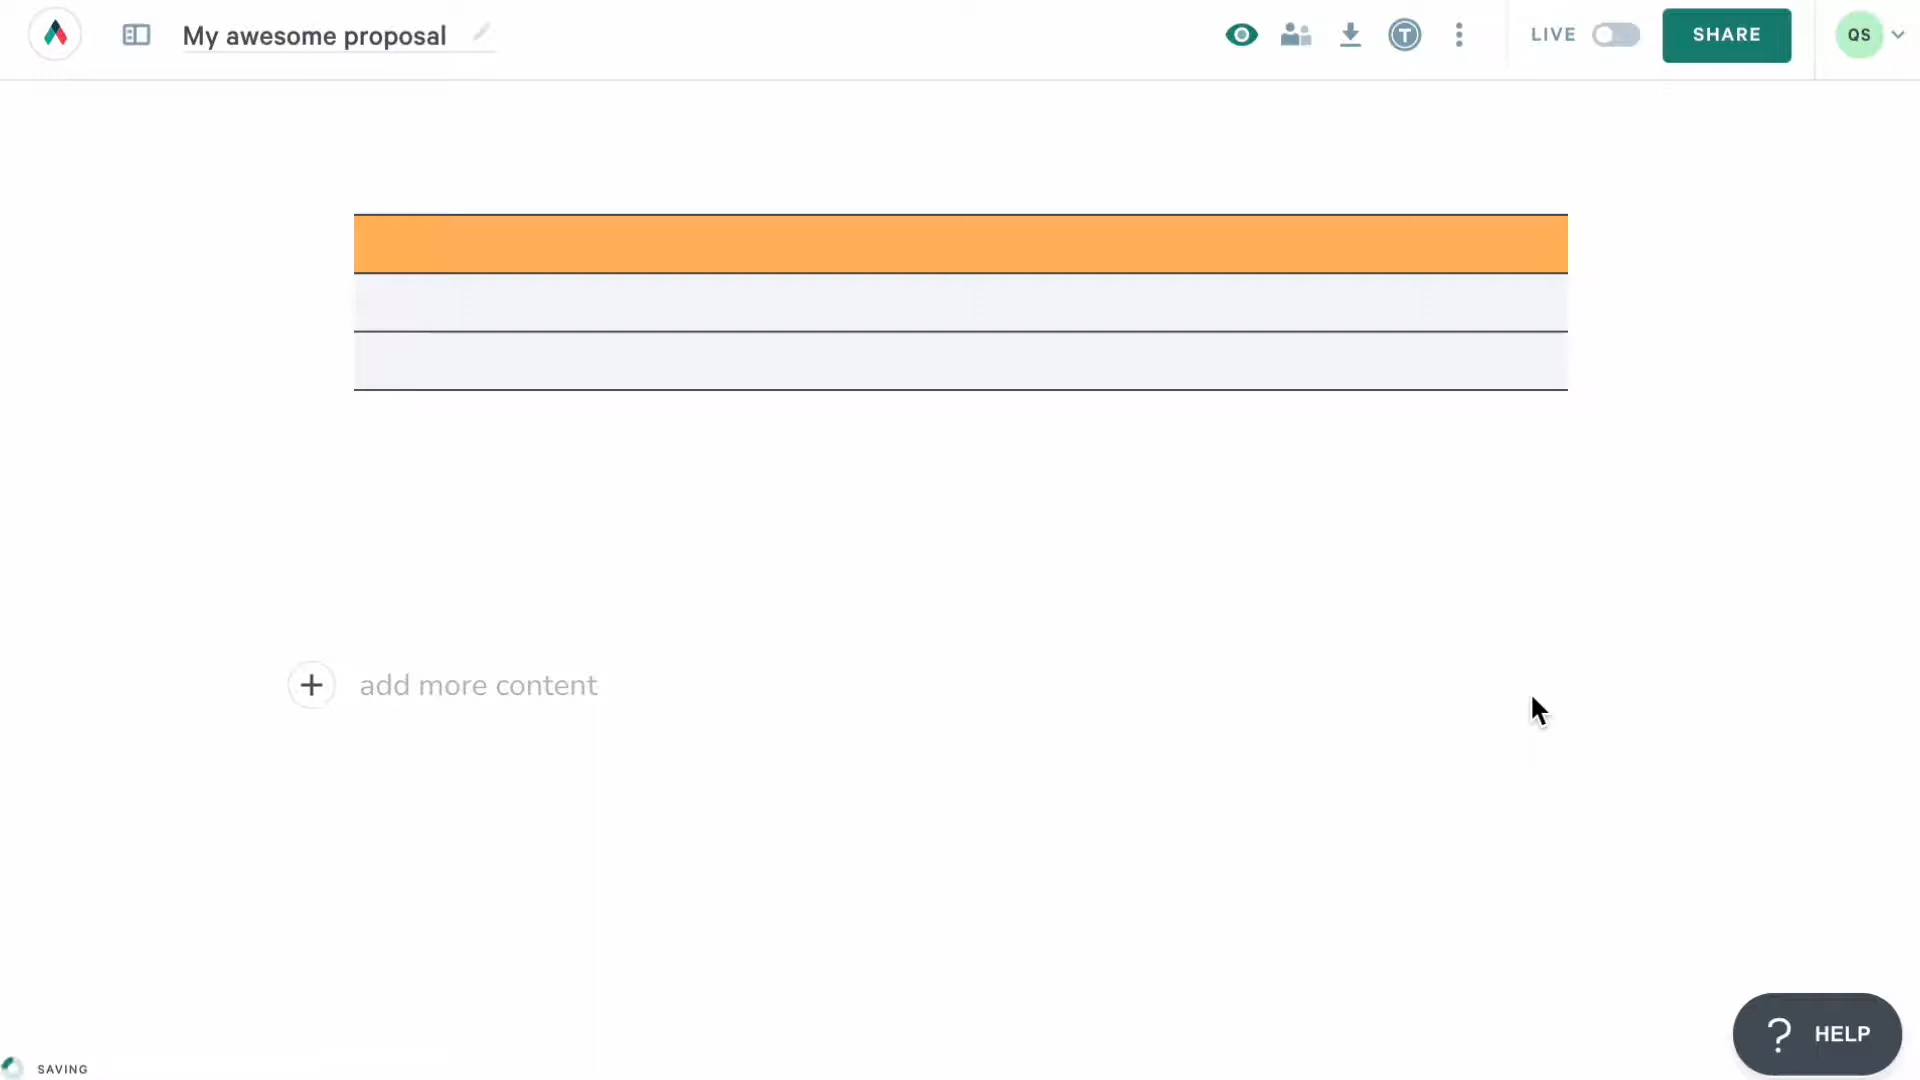 My awesome proposal
T
LIVE
SHARE
QS
add more content
? HELP
SAVING